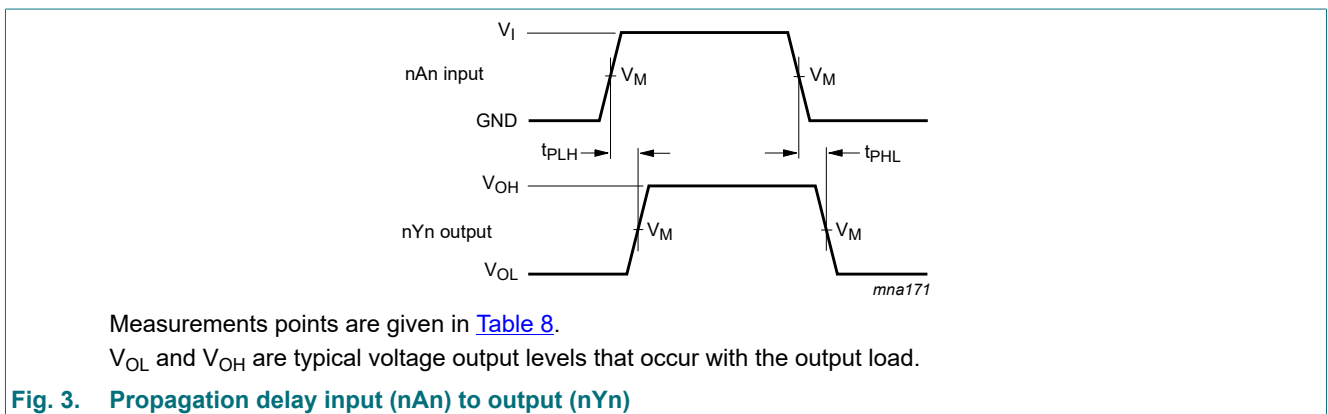 VI
nAn input
VM
VM
GND
tPLH
tPHL
VOH
nYn output
VM
VM
VOL
mna171
Measurements points are given in Table 8.
VOL and VOH are typical voltage output levels that occur with the output load.
Fig. 3. Propagation delay input (nAn) to output (nYn)